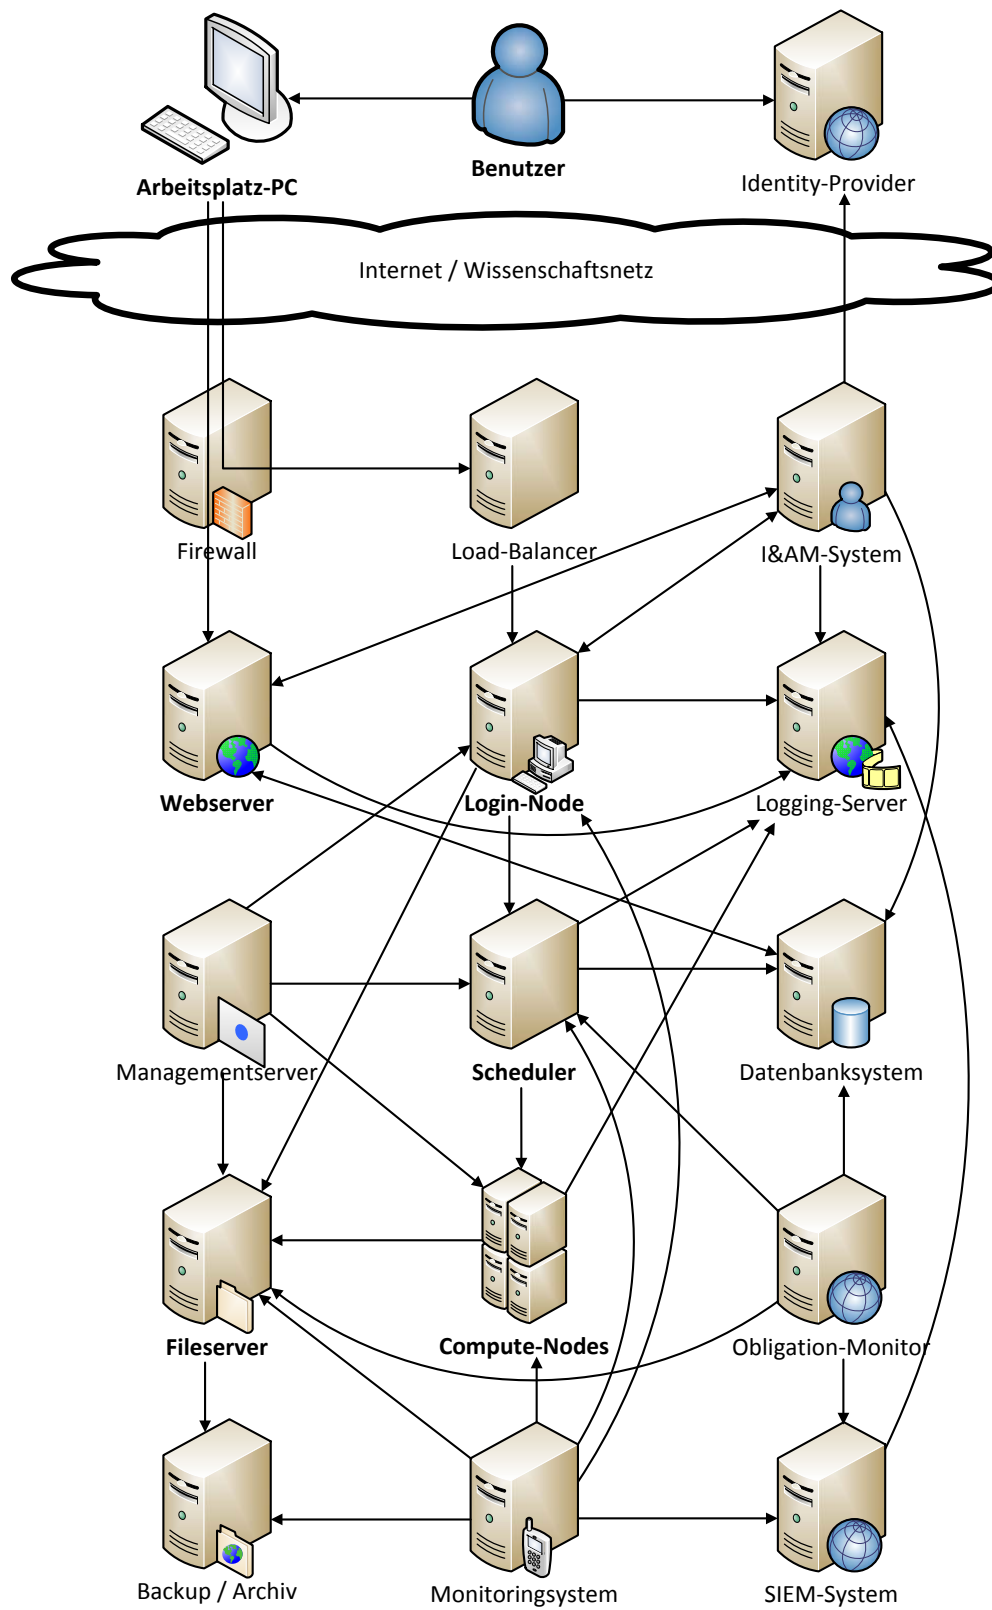 Benutzer
Arbeitsplatz-PC
Identity-Provider
Internet / Wissenschaftsnetz
Firewall
Load-Balancer
I&AM-System
Webserver
Login-Node
Logging-Server
Managementserver
Scheduler
Datenbanksystem
Fileserver
Compute-Nodes
Obligation-Monitor
Backup / Archiv
Monitoringsystem
SIEM-System